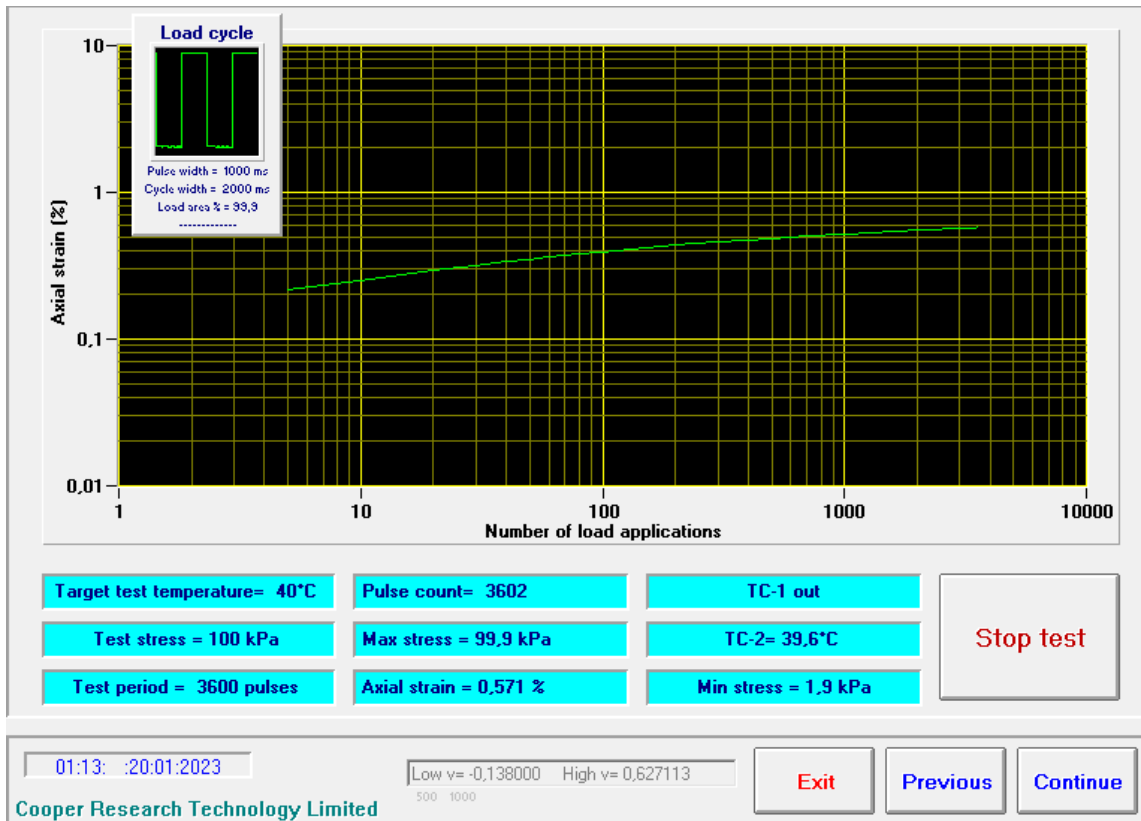 Load cycle
Pulse width = 1000 ms
Cycle width = 2000 ms
Load area % = 99,9
-------------
10
1
0,1
0,01
Axial strain (%)
1
10
100
1000
10000
Number of load applications
Target test temperature= 40°C
Pulse count= 3602
TC-1 out
Test stress = 100 kPa
Max stress = 99,9 kPa
TC-2= 39,6°C
Test period = 3600 pulses
Axial strain = 0,571 %
Min stress = 1,9 kPa
Stop test
01:13: :20:01:2023
Low v= -0,138000 High v= 0,627113
500 1000
Exit
Previous
Continue
Cooper Research Technology Limited